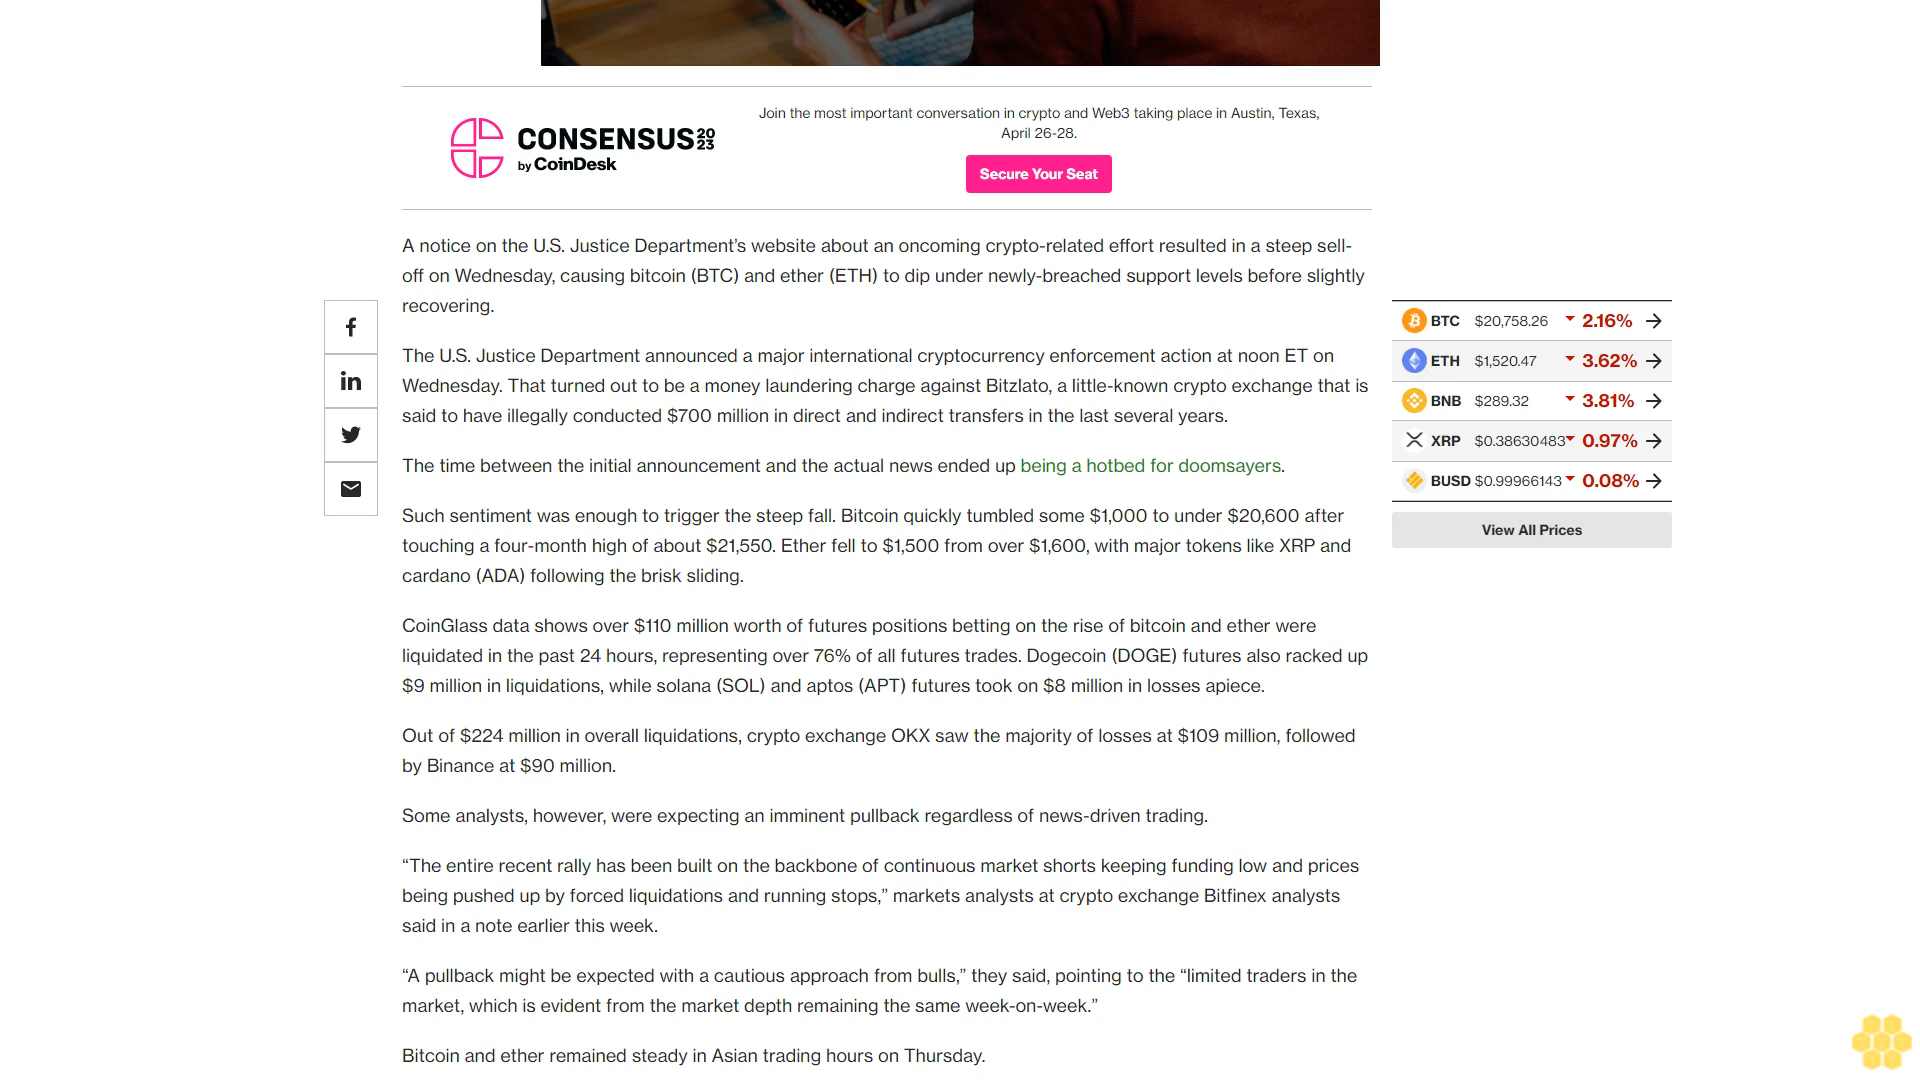 CONSENSUS 20 23
by CoinDesk
Join the most important conversation in crypto and Web3 taking place in Austin, Texas,
April 26-28.
Secure Your Seat
A notice on the U.S. Justice Department’s website about an oncoming crypto-related effort resulted in a steep sell-
off on Wednesday, causing bitcoin (BTC) and ether (ETH) to dip under newly-breached support levels before slightly
recovering.
The U.S. Justice Department announced a major international cryptocurrency enforcement action at noon ET on
Wednesday. That turned out to be a money laundering charge against Bitzlato, a little-known crypto exchange that is
said to have illegally conducted $700 million in direct and indirect transfers in the last several years.
The time between the initial announcement and the actual news ended up being a hotbed for doomsayers.
Such sentiment was enough to trigger the steep fall. Bitcoin quickly tumbled some $1,000 to under $20,600 after
touching a four-month high of about $21,550. Ether fell to $1,500 from over $1,600, with major tokens like XRP and
cardano (ADA) following the brisk sliding.
CoinGlass data shows over $110 million worth of futures positions betting on the rise of bitcoin and ether were
liquidated in the past 24 hours, representing over 76% of all futures trades. Dogecoin (DOGE) futures also racked up
$9 million in liquidations, while solana (SOL) and aptos (APT) futures took on $8 million in losses apiece.
Out of $224 million in overall liquidations, crypto exchange OKX saw the majority of losses at $109 million, followed
by Binance at $90 million.
Some analysts, however, were expecting an imminent pullback regardless of news-driven trading.
“The entire recent rally has been built on the backbone of continuous market shorts keeping funding low and prices
being pushed up by forced liquidations and running stops,” markets analysts at crypto exchange Bitfinex analysts
said in a note earlier this week.
“A pullback might be expected with a cautious approach from bulls,” they said, pointing to the “limited traders in the
market, which is evident from the market depth remaining the same week-on-week.”
Bitcoin and ether remained steady in Asian trading hours on Thursday.
BTC $20,758.26 2.16%
ETH $1,520.47 3.62%
BNB $289.32 3.81%
XRP $0.38630483 0.97%
BUSD $0.99966143 0.08%
View All Prices